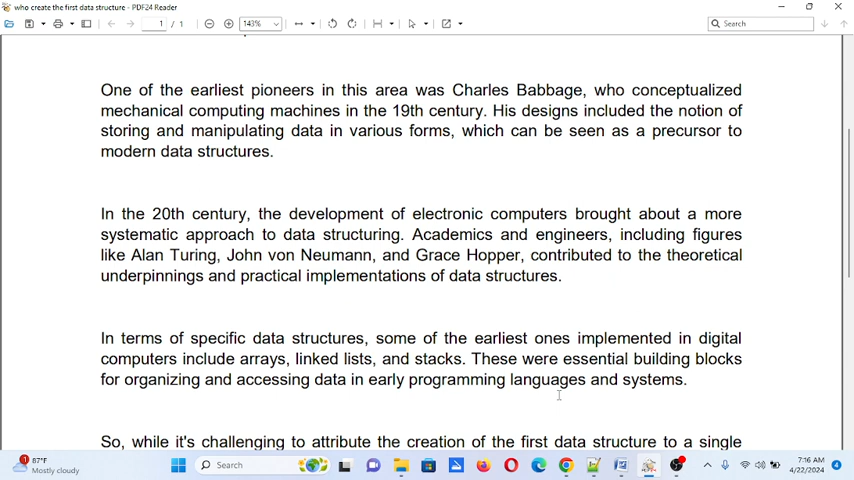 who create the first data structure - PDF24 Reader
1 / 1
143%
Search
One of the earliest pioneers in this area was Charles Babbage, who conceptualized
mechanical computing machines in the 19th century. His designs included the notion of
storing and manipulating data in various forms, which can be seen as a precursor to
modern data structures.
In the 20th century, the development of electronic computers brought about a more
systematic approach to data structuring. Academics and engineers, including figures
like Alan Turing, John von Neumann, and Grace Hopper, contributed to the theoretical
underpinnings and practical implementations of data structures.
In terms of specific data structures, some of the earliest ones implemented in digital
computers include arrays, linked lists, and stacks. These were essential building blocks
for organizing and accessing data in early programming languages and systems.
So, while it's challenging to attribute the creation of the first data structure to a single
1
87°F
Mostly cloudy
Search
7:16 AM
4/22/2024
4